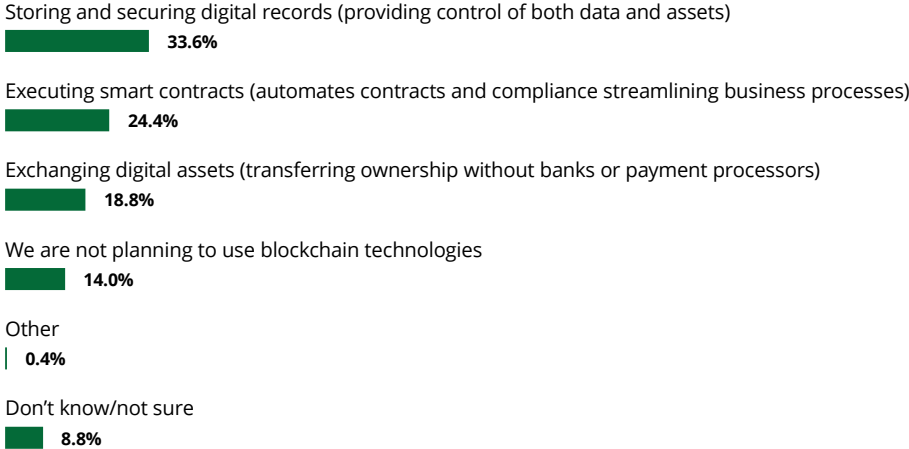 Storing and securing digital records (providing control of both data and assets)
33.6%
Executing smart contracts (automates contracts and compliance streamlining business processes)
24.4%
Exchanging digital assets (transferring ownership without banks or payment processors)
18.8%
We are not planning to use blockchain technologies
14.0%
Other
0.4%
Don’t know/not sure
8.8%